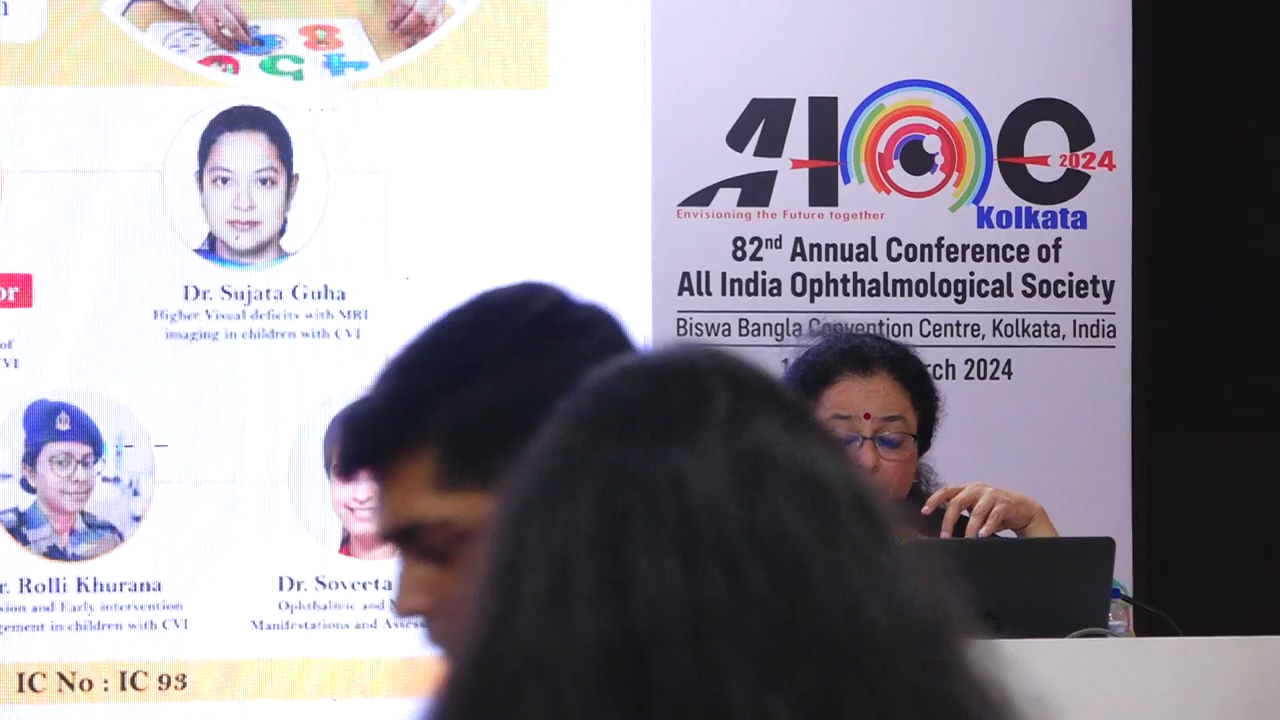 Dr. Sujata Guha
Higher Visual deficits with MRI
imaging in children with CVI
or
of
CVI
r. Rolli Khurana
sion and Early intervention
gement in children with CVI
Dr. Soveeta
Ophthalmic and
Manifestations and
IC No : IC 93
AIOC
2024
Envisioning the Future together
Kolkata
82nd Annual Conference of
All India Ophthalmological Society
Biswa Bangla Convention Centre, Kolkata, India
rch 2024